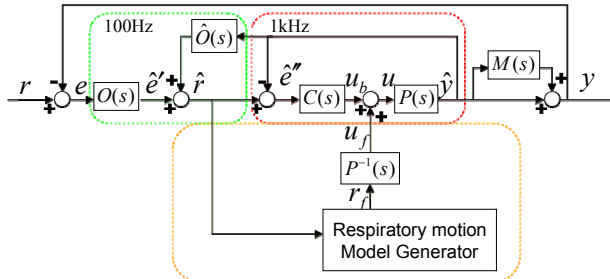 100Hz
1kHz
Ô(s)
M(s)
r
e
O(s)
ê′
r̂
ê″
C(s)
u_b
u
P(s)
ŷ
y
u_f
P⁻¹(s)
r_f
Respiratory motion
Model Generator